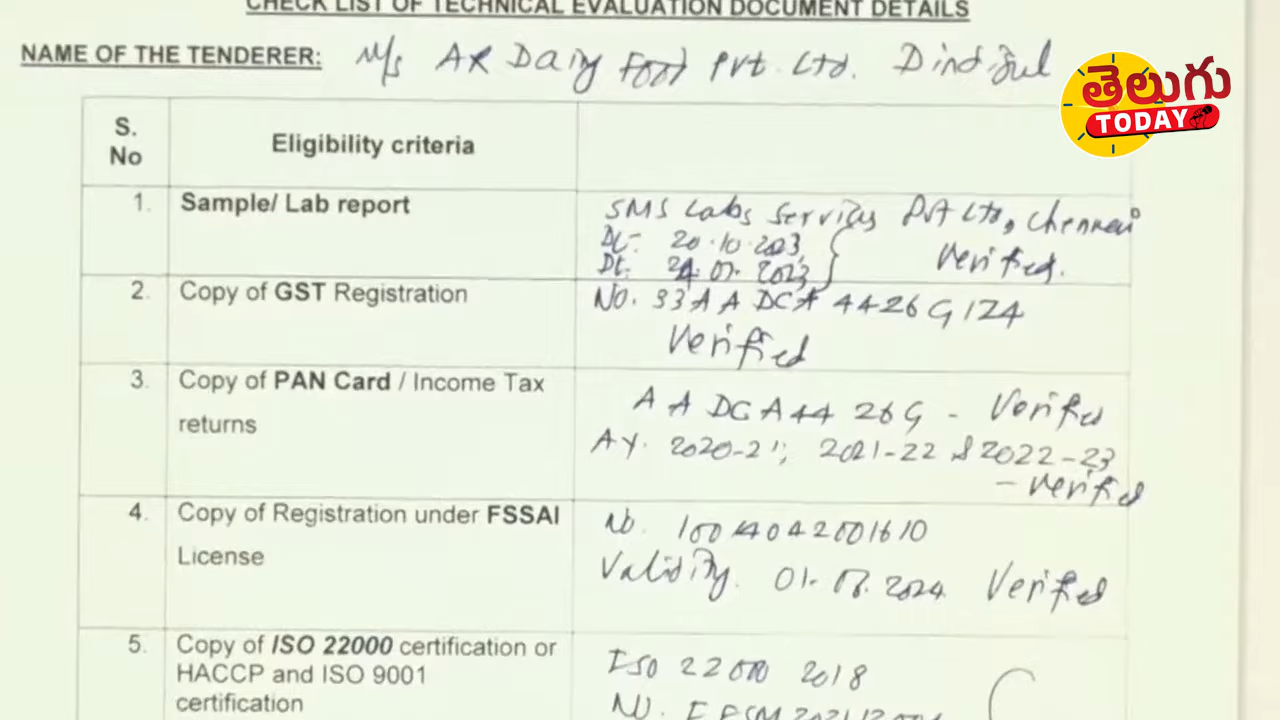 CHECK LIST OF TECHNICAL EVALUATION DOCUMENT DETAILS
NAME OF THE TENDERER: M/s AR Dairy Food Pvt. Ltd. Dindigul
తెలుగు
TODAY
S.
No
Eligibility criteria
1. Sample/ Lab report
SMS Labs Services Pvt Ltd, Chennai
Dt- 20.10.2023
Dt. 2023
Verified.
2. Copy of GST Registration
No. 33AADCA4426G1Z4
Verified
3. Copy of PAN Card / Income Tax
returns
AADCA4426G - Verified
AY. 2020-21, 2021-22 & 2022-23
- Verified
4. Copy of Registration under FSSAI
License
No. 10014042001610
Validity. 2024. Verified
5. Copy of ISO 22000 certification or
HACCP and ISO 9001
certification
ISO 22000 2018
No.